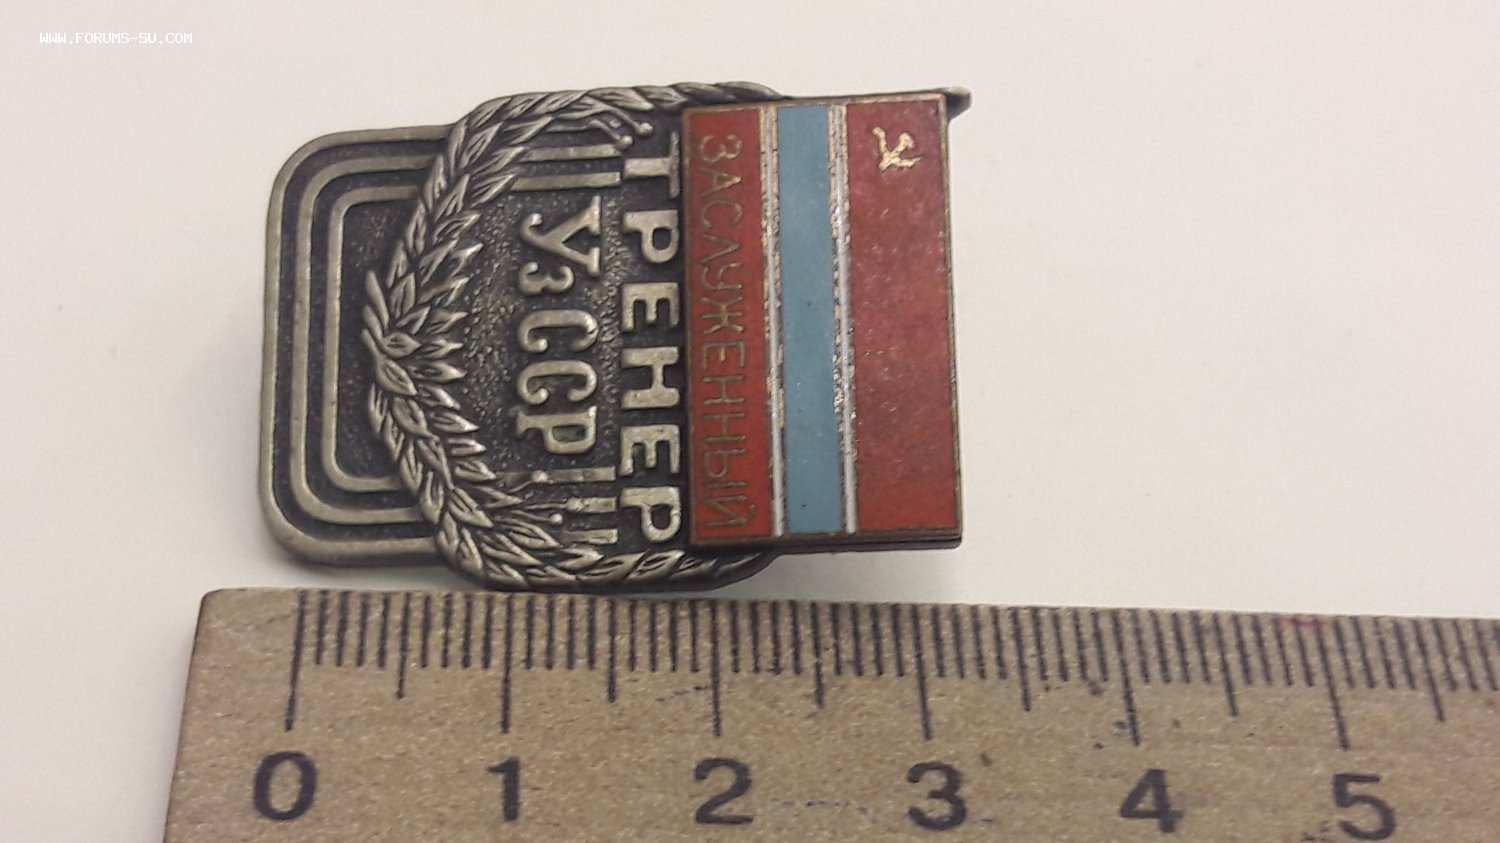 WWW.FORUMS-SU.COM
ЗАСЛУЖЕННЫЙ
ТРЕНЕР
УзССР
0 1 2 3 4 5